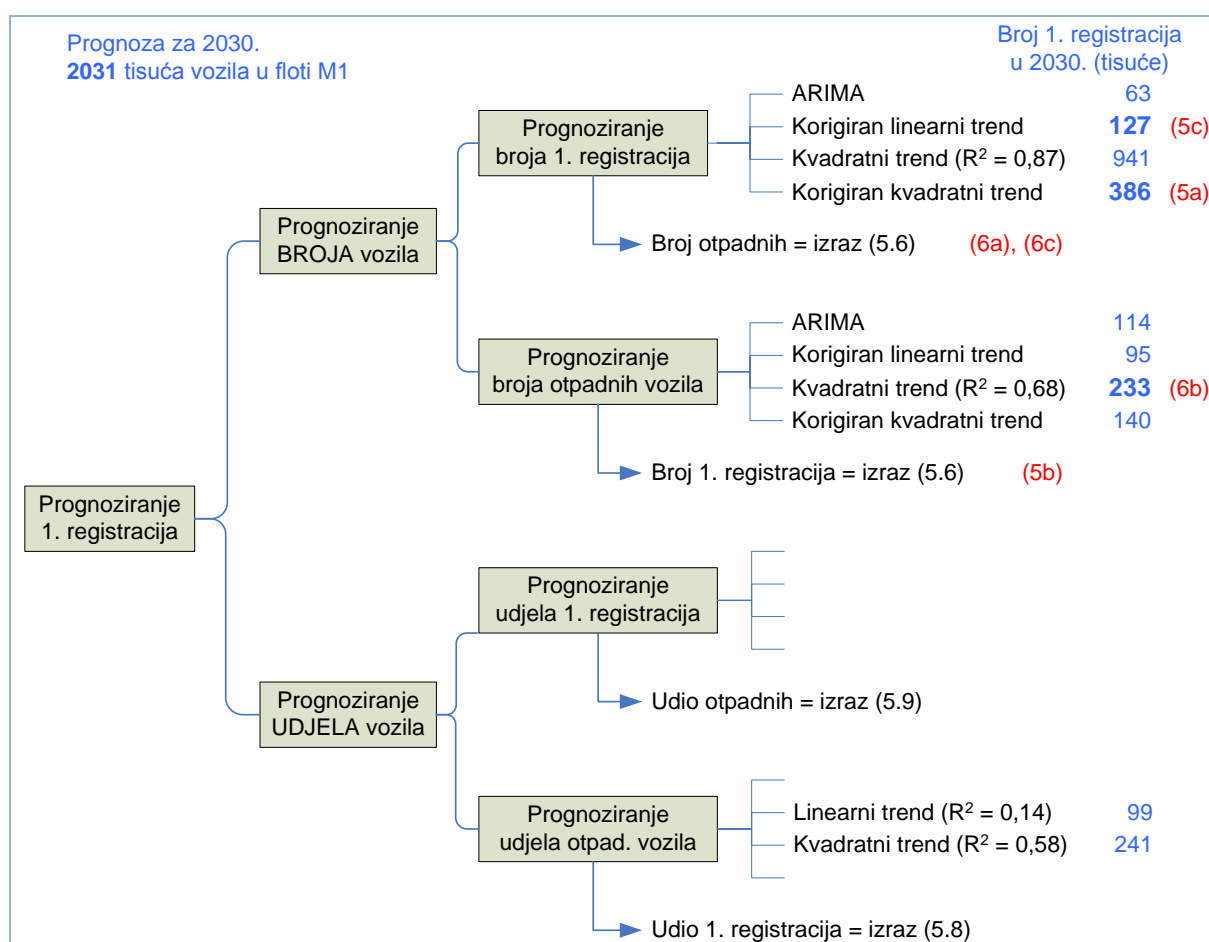 Prognoza za 2030.
2031 tisuća vozila u floti M1
Broj 1. registracija
u 2030. (tisuće)
Prognoziranje
broja 1. registracija
ARIMA 63
Korigiran linearni trend 127 (5c)
Kvadratni trend (R² = 0,87) 941
Korigiran kvadratni trend 386 (5a)
Broj otpadnih = izraz (5.6) (6a), (6c)
Prognoziranje
BROJA vozila
Prognoziranje
broja otpadnih vozila
ARIMA 114
Korigiran linearni trend 95
Kvadratni trend (R² = 0,68) 233 (6b)
Korigiran kvadratni trend 140
Broj 1. registracija = izraz (5.6) (5b)
Prognoziranje
1. registracija
Prognoziranje
udjela 1. registracija
Udio otpadnih = izraz (5.9)
Prognoziranje
UDJELA vozila
Prognoziranje
udjela otpad. vozila
Linearni trend (R² = 0,14) 99
Kvadratni trend (R² = 0,58) 241
Udio 1. registracija = izraz (5.8)